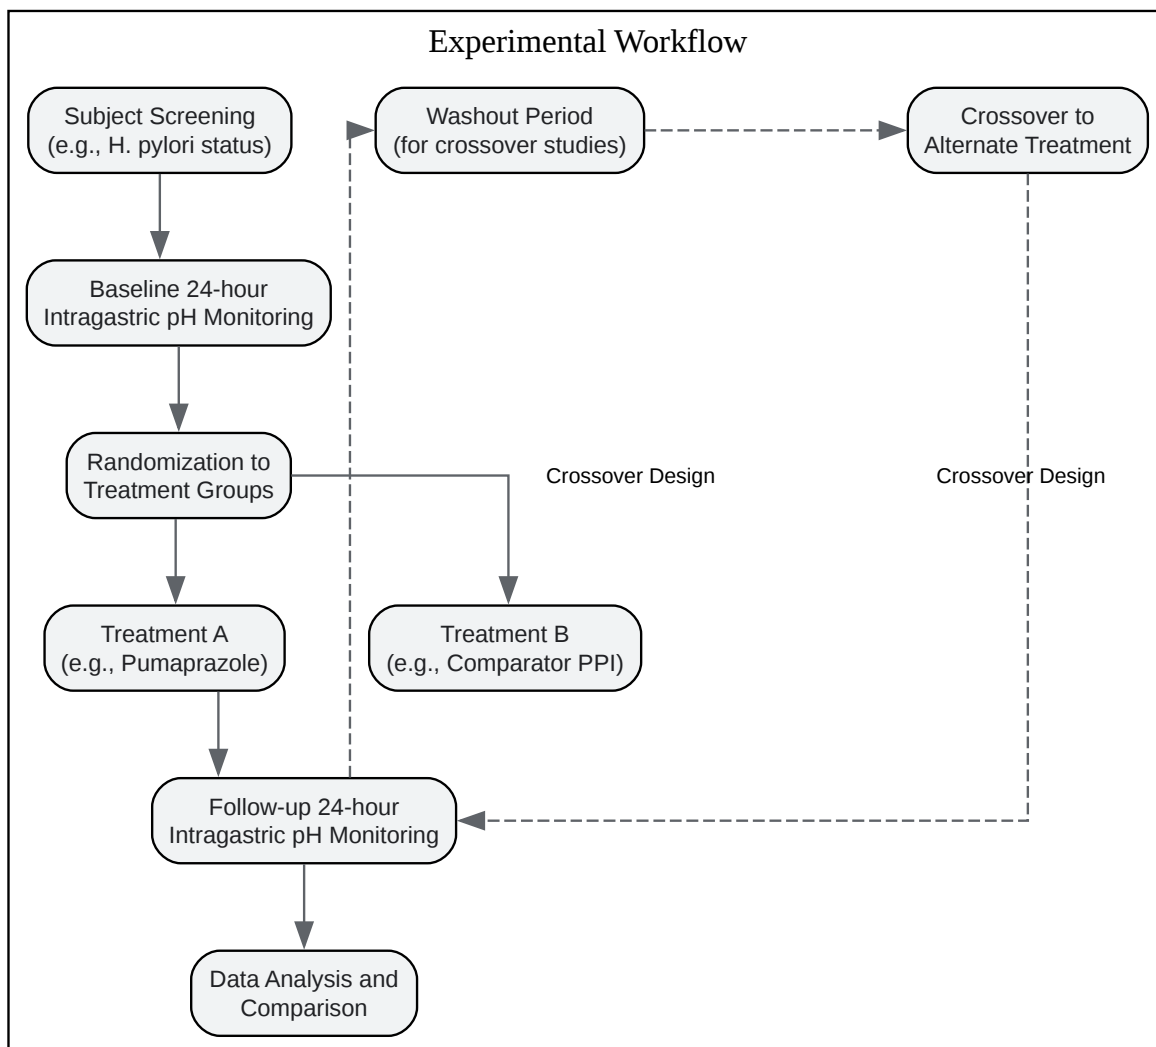 Experimental Workflow
Subject Screening
(e.g., H. pylori status)
Washout Period
(for crossover studies)
Crossover to
Alternate Treatment
Baseline 24-hour
Intragastric pH Monitoring
Randomization to
Treatment Groups
Crossover Design
Crossover Design
Treatment A
(e.g., Pumaprazole)
Treatment B
(e.g., Comparator PPI)
Follow-up 24-hour
Intragastric pH Monitoring
Data Analysis and
Comparison